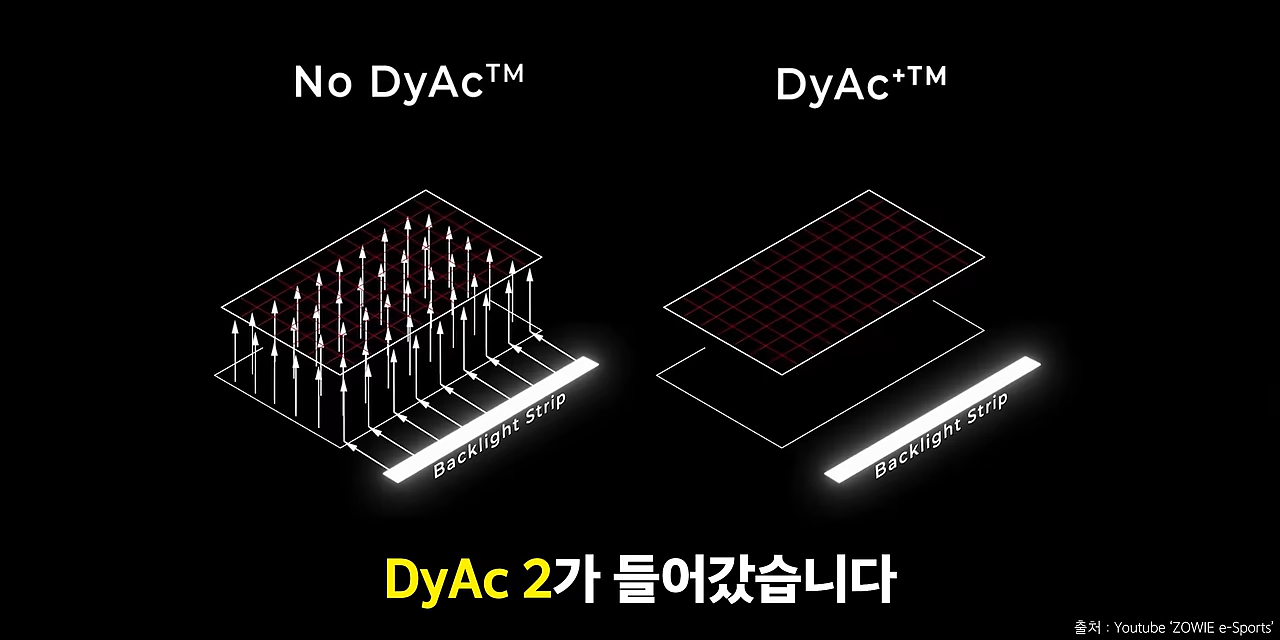 No DyAc™
DyAc⁺™
Backlight Strip
Backlight Strip
DyAc 2가 들어갔습니다
출처 : Youtube ‘ZOWIE e-Sports’